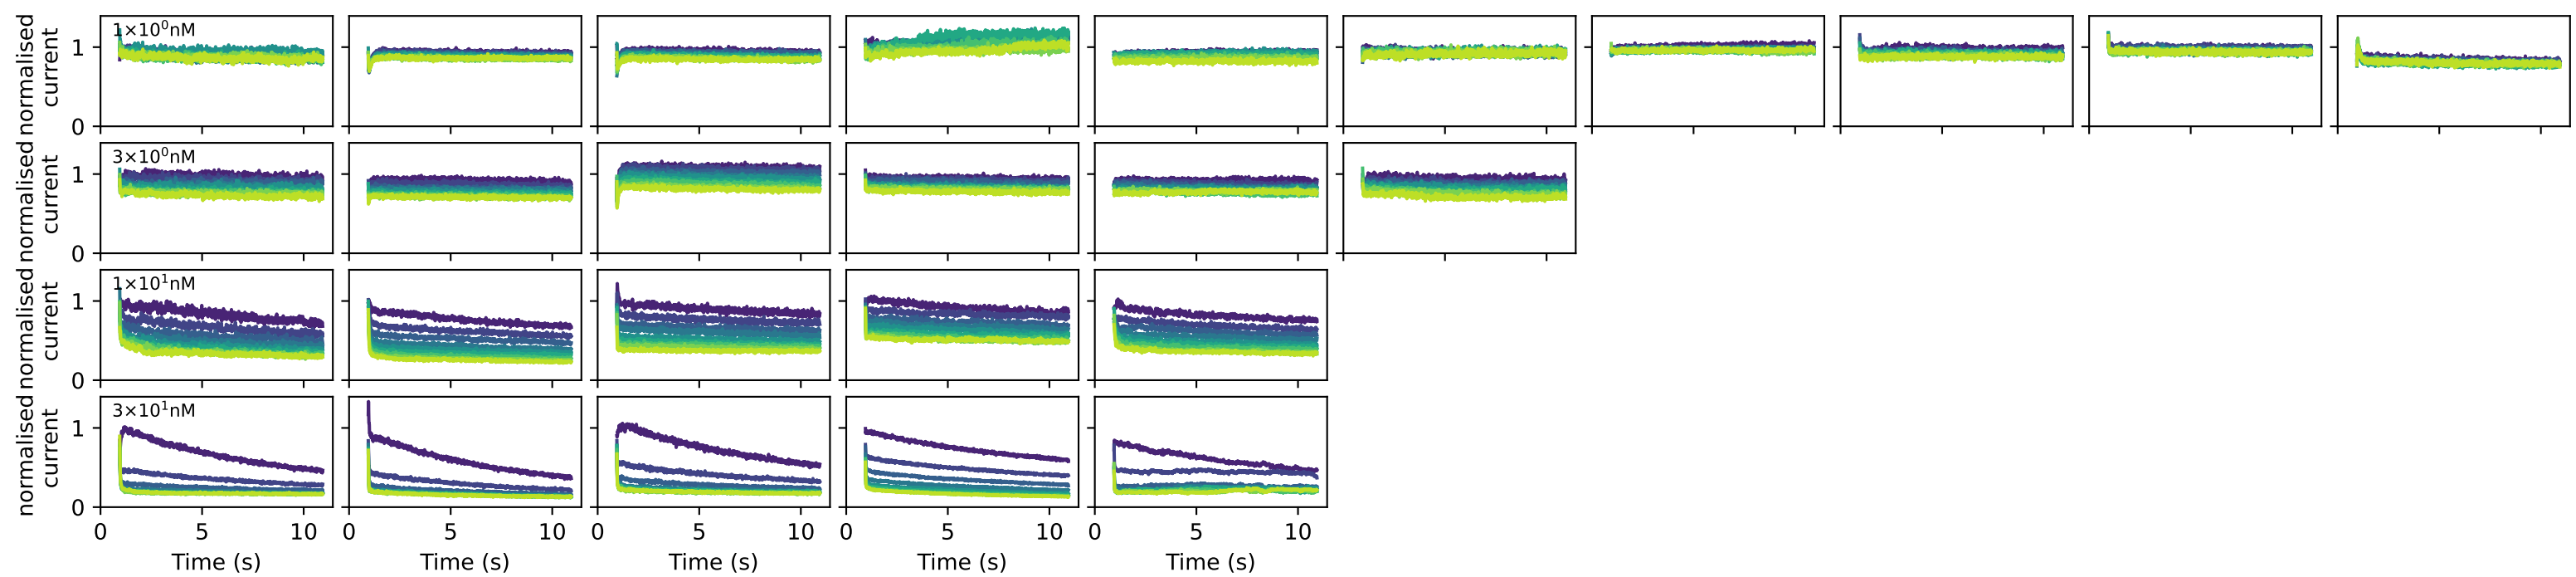 normalised
current
1
0
1×10⁰nM
normalised
current
1
0
3×10⁰nM
normalised
current
1
0
1×10¹nM
normalised
current
1
0
3×10¹nM
0 5 10 0 5 10 0 5 10 0 5 10 0 5 10
Time (s) Time (s) Time (s) Time (s) Time (s)